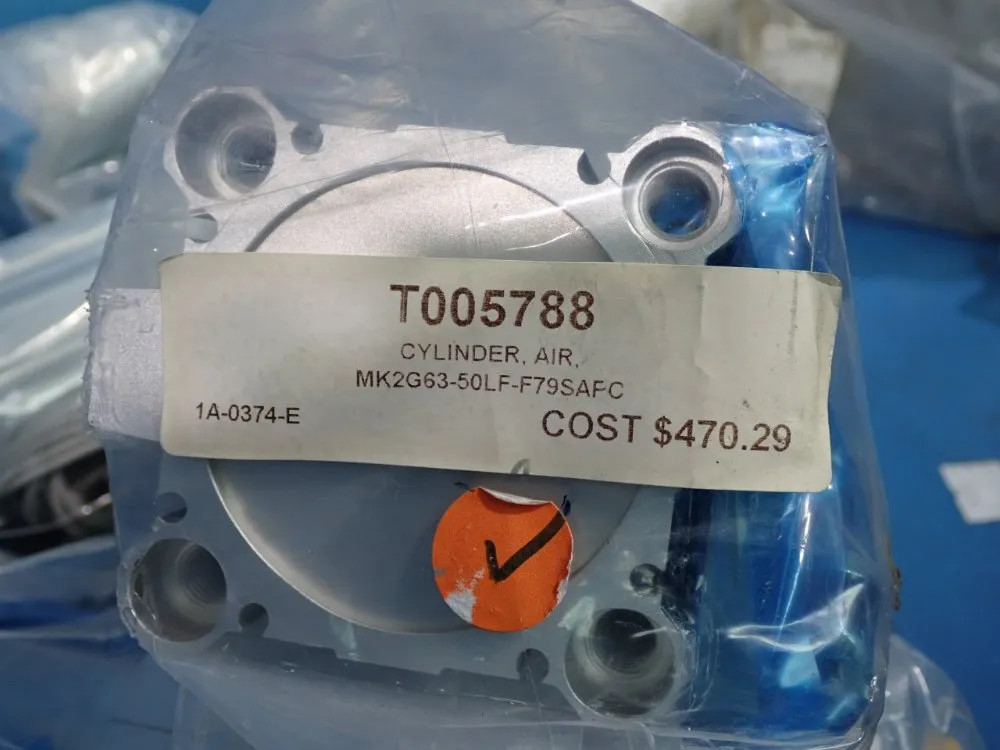 T005788
CYLINDER, AIR,
MK2G63-50LF-F79SAPC
1A-0374-E
COST $470.29